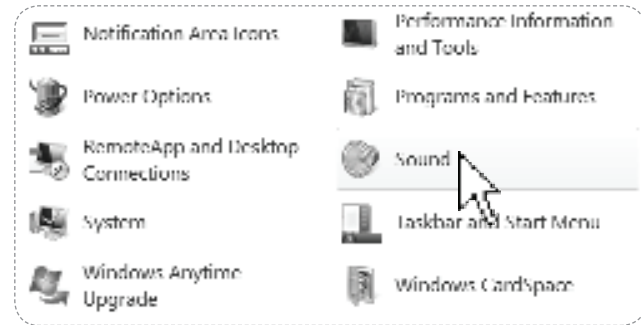 Notification Area Icons
Performance Information
and Tools
Power Options
Programs and Features
RemoteApp and Desktop
Connections
Sound
System
Taskbar and Start Menu
Windows Anytime
Upgrade
Windows CardSpace